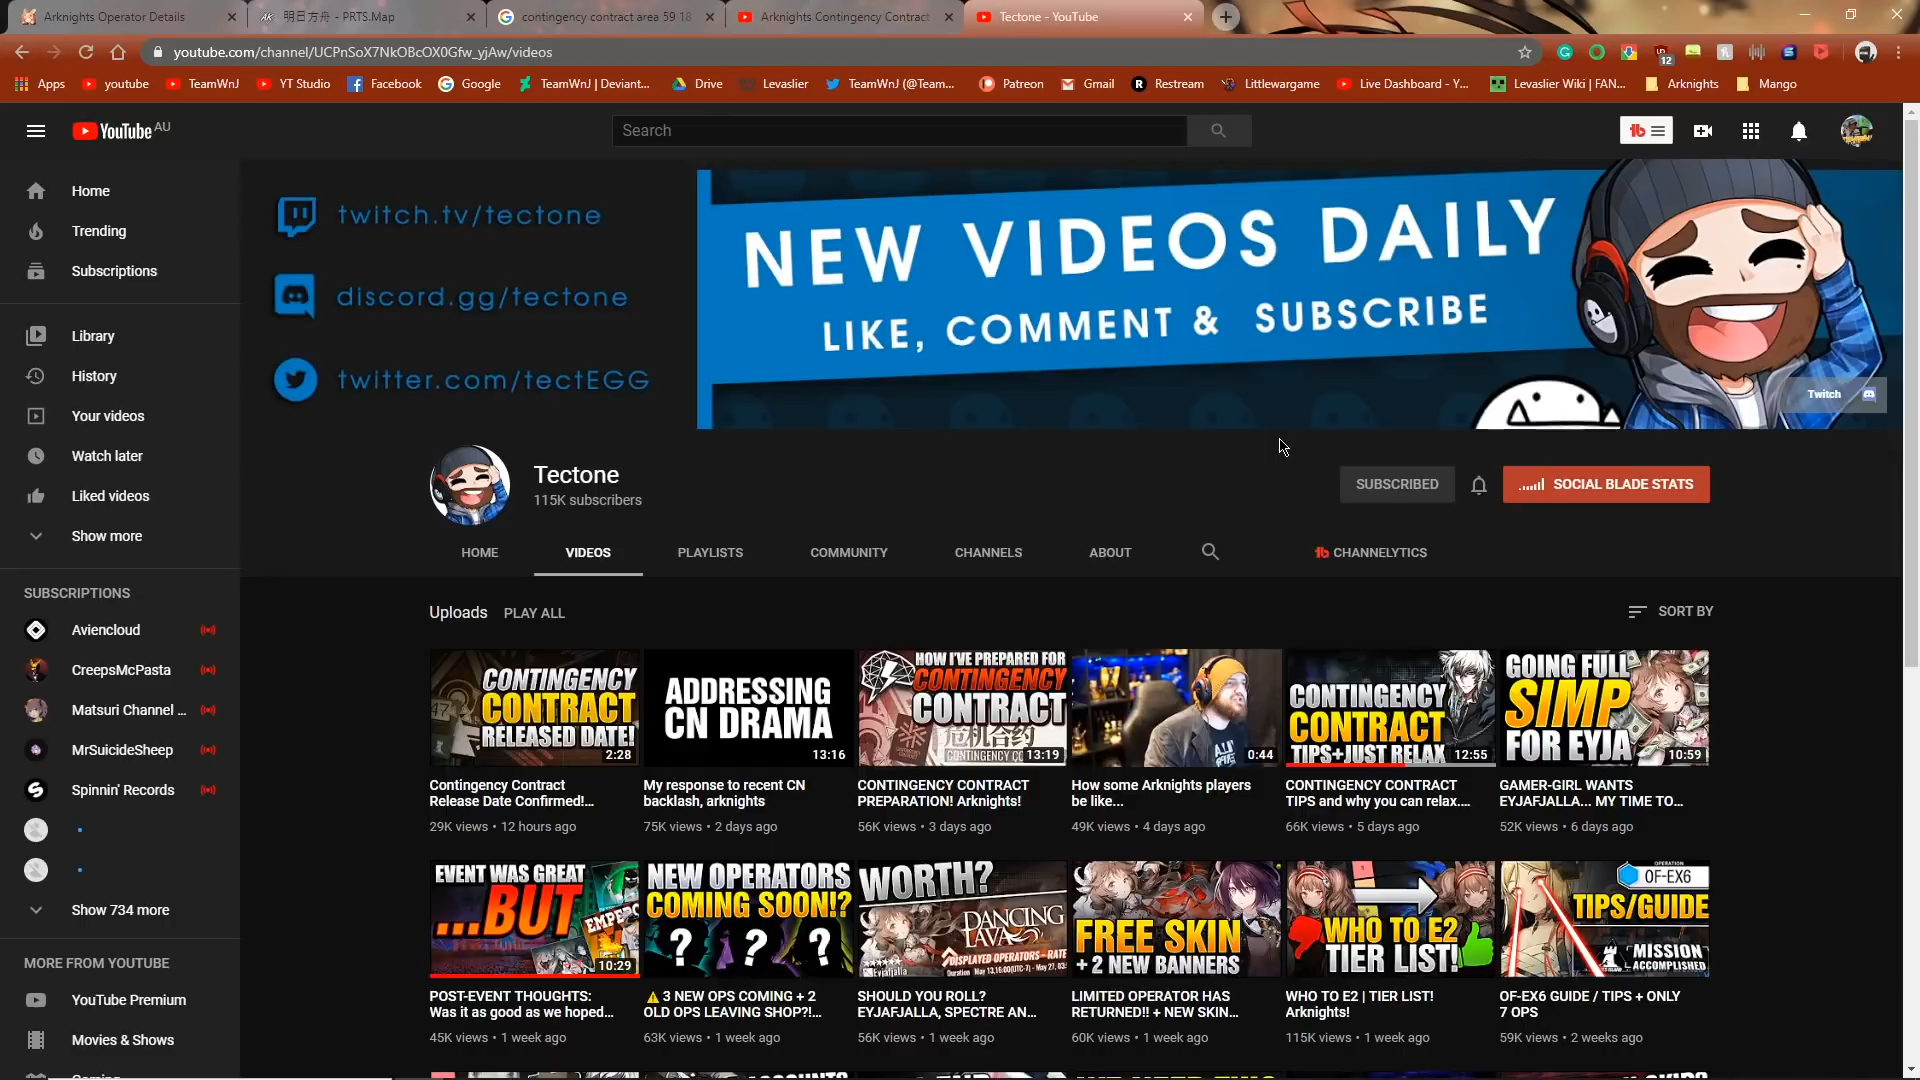 Arknights Operator Details
AK 明日方舟 - PRTS.Map
contingency contract area 59 18
Arknights Contingency Contract
Tectone - YouTube
youtube.com/channel/UCPnSoX7NkOBcOX0Gfw_yjAw/videos
12
Apps
youtube
TeamWnJ
YT Studio
Facebook
Google
TeamWnJ | Deviant...
Drive
Levaslier
TeamWnJ (@Team...
Patreon
Gmail
Restream
Littlewargame
Live Dashboard - Y...
Levaslier Wiki | FAN...
Arknights
Mango
YouTube AU
Search
Home
Trending
Subscriptions
Library
History
Your videos
Watch later
Liked videos
Show more
SUBSCRIPTIONS
Aviencloud
CreepsMcPasta
Matsuri Channel ...
MrSuicideSheep
Spinnin' Records
Show 734 more
MORE FROM YOUTUBE
YouTube Premium
Movies & Shows
twitch.tv/tectone
discord.gg/tectone
twitter.com/tectEGG
NEW VIDEOS DAILY
LIKE, COMMENT & SUBSCRIBE
Twitch
Tectone
115K subscribers
SUBSCRIBED
SOCIAL BLADE STATS
HOME
VIDEOS
PLAYLISTS
COMMUNITY
CHANNELS
ABOUT
CHANNELYTICS
Uploads
PLAY ALL
SORT BY
CONTINGENCY
CONTRACT
RELEASED DATE!
2:28
Contingency Contract
Release Date Confirmed!...
29K views • 12 hours ago
ADDRESSING
CN DRAMA
13:16
My response to recent CN
backlash, arknights
75K views • 2 days ago
HOW I'VE PREPARED FOR
CONTINGENCY
CONTRACT
危机合约
13:19
CONTINGENCY CONTRACT
PREPARATION! Arknights!
56K views • 3 days ago
0:44
How some Arknights players
be like...
49K views • 4 days ago
CONTINGENCY
CONTRACT
TIPS+JUST RELAX
12:55
CONTINGENCY CONTRACT
TIPS and why you can relax....
66K views • 5 days ago
GOING FULL
SIMP
FOR EYJA
10:59
GAMER-GIRL WANTS
EYJAFJALLA... MY TIME TO...
52K views • 6 days ago
EVENT WAS GREAT
...BUT
10:29
POST-EVENT THOUGHTS:
Was it as good as we hoped...
45K views • 1 week ago
NEW OPERATORS
COMING SOON!?
? ? ?
⚠3 NEW OPS COMING + 2
OLD OPS LEAVING SHOP?!...
63K views • 1 week ago
WORTH?
DANCING
LAVA
DISPLAYED OPERATORS - RATE
Eyjafjalla
SHOULD YOU ROLL?
EYJAFJALLA, SPECTRE AN...
56K views • 1 week ago
FREE SKIN
+ 2 NEW BANNERS
LIMITED OPERATOR HAS
RETURNED!! + NEW SKIN...
60K views • 1 week ago
WHO TO E2
TIER LIST!
WHO TO E2 | TIER LIST!
Arknights!
115K views • 1 week ago
OPERATION
OF-EX6
TIPS/GUIDE
MISSION
ACCOMPLISHED
OF-EX6 GUIDE / TIPS + ONLY
7 OPS
59K views • 2 weeks ago